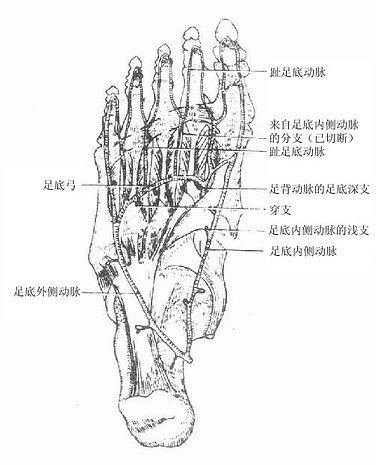 趾足底动脉
来自足底内侧动脉
的分支（已切断）
趾足底动脉
足底弓
足背动脉的足底深支
穿支
足底内侧动脉的浅支
足底内侧动脉
足底外侧动脉